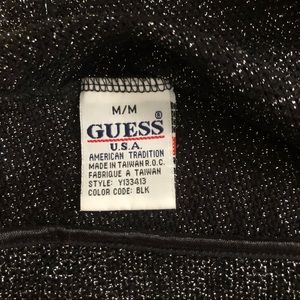 M/M
GUESS®
U.S.A.
AMERICAN TRADITION
MADE IN TAIWAN R.O.C.
FABRIQUE A TAIWAN
STYLE: Y133413
COLOR CODE: BLK